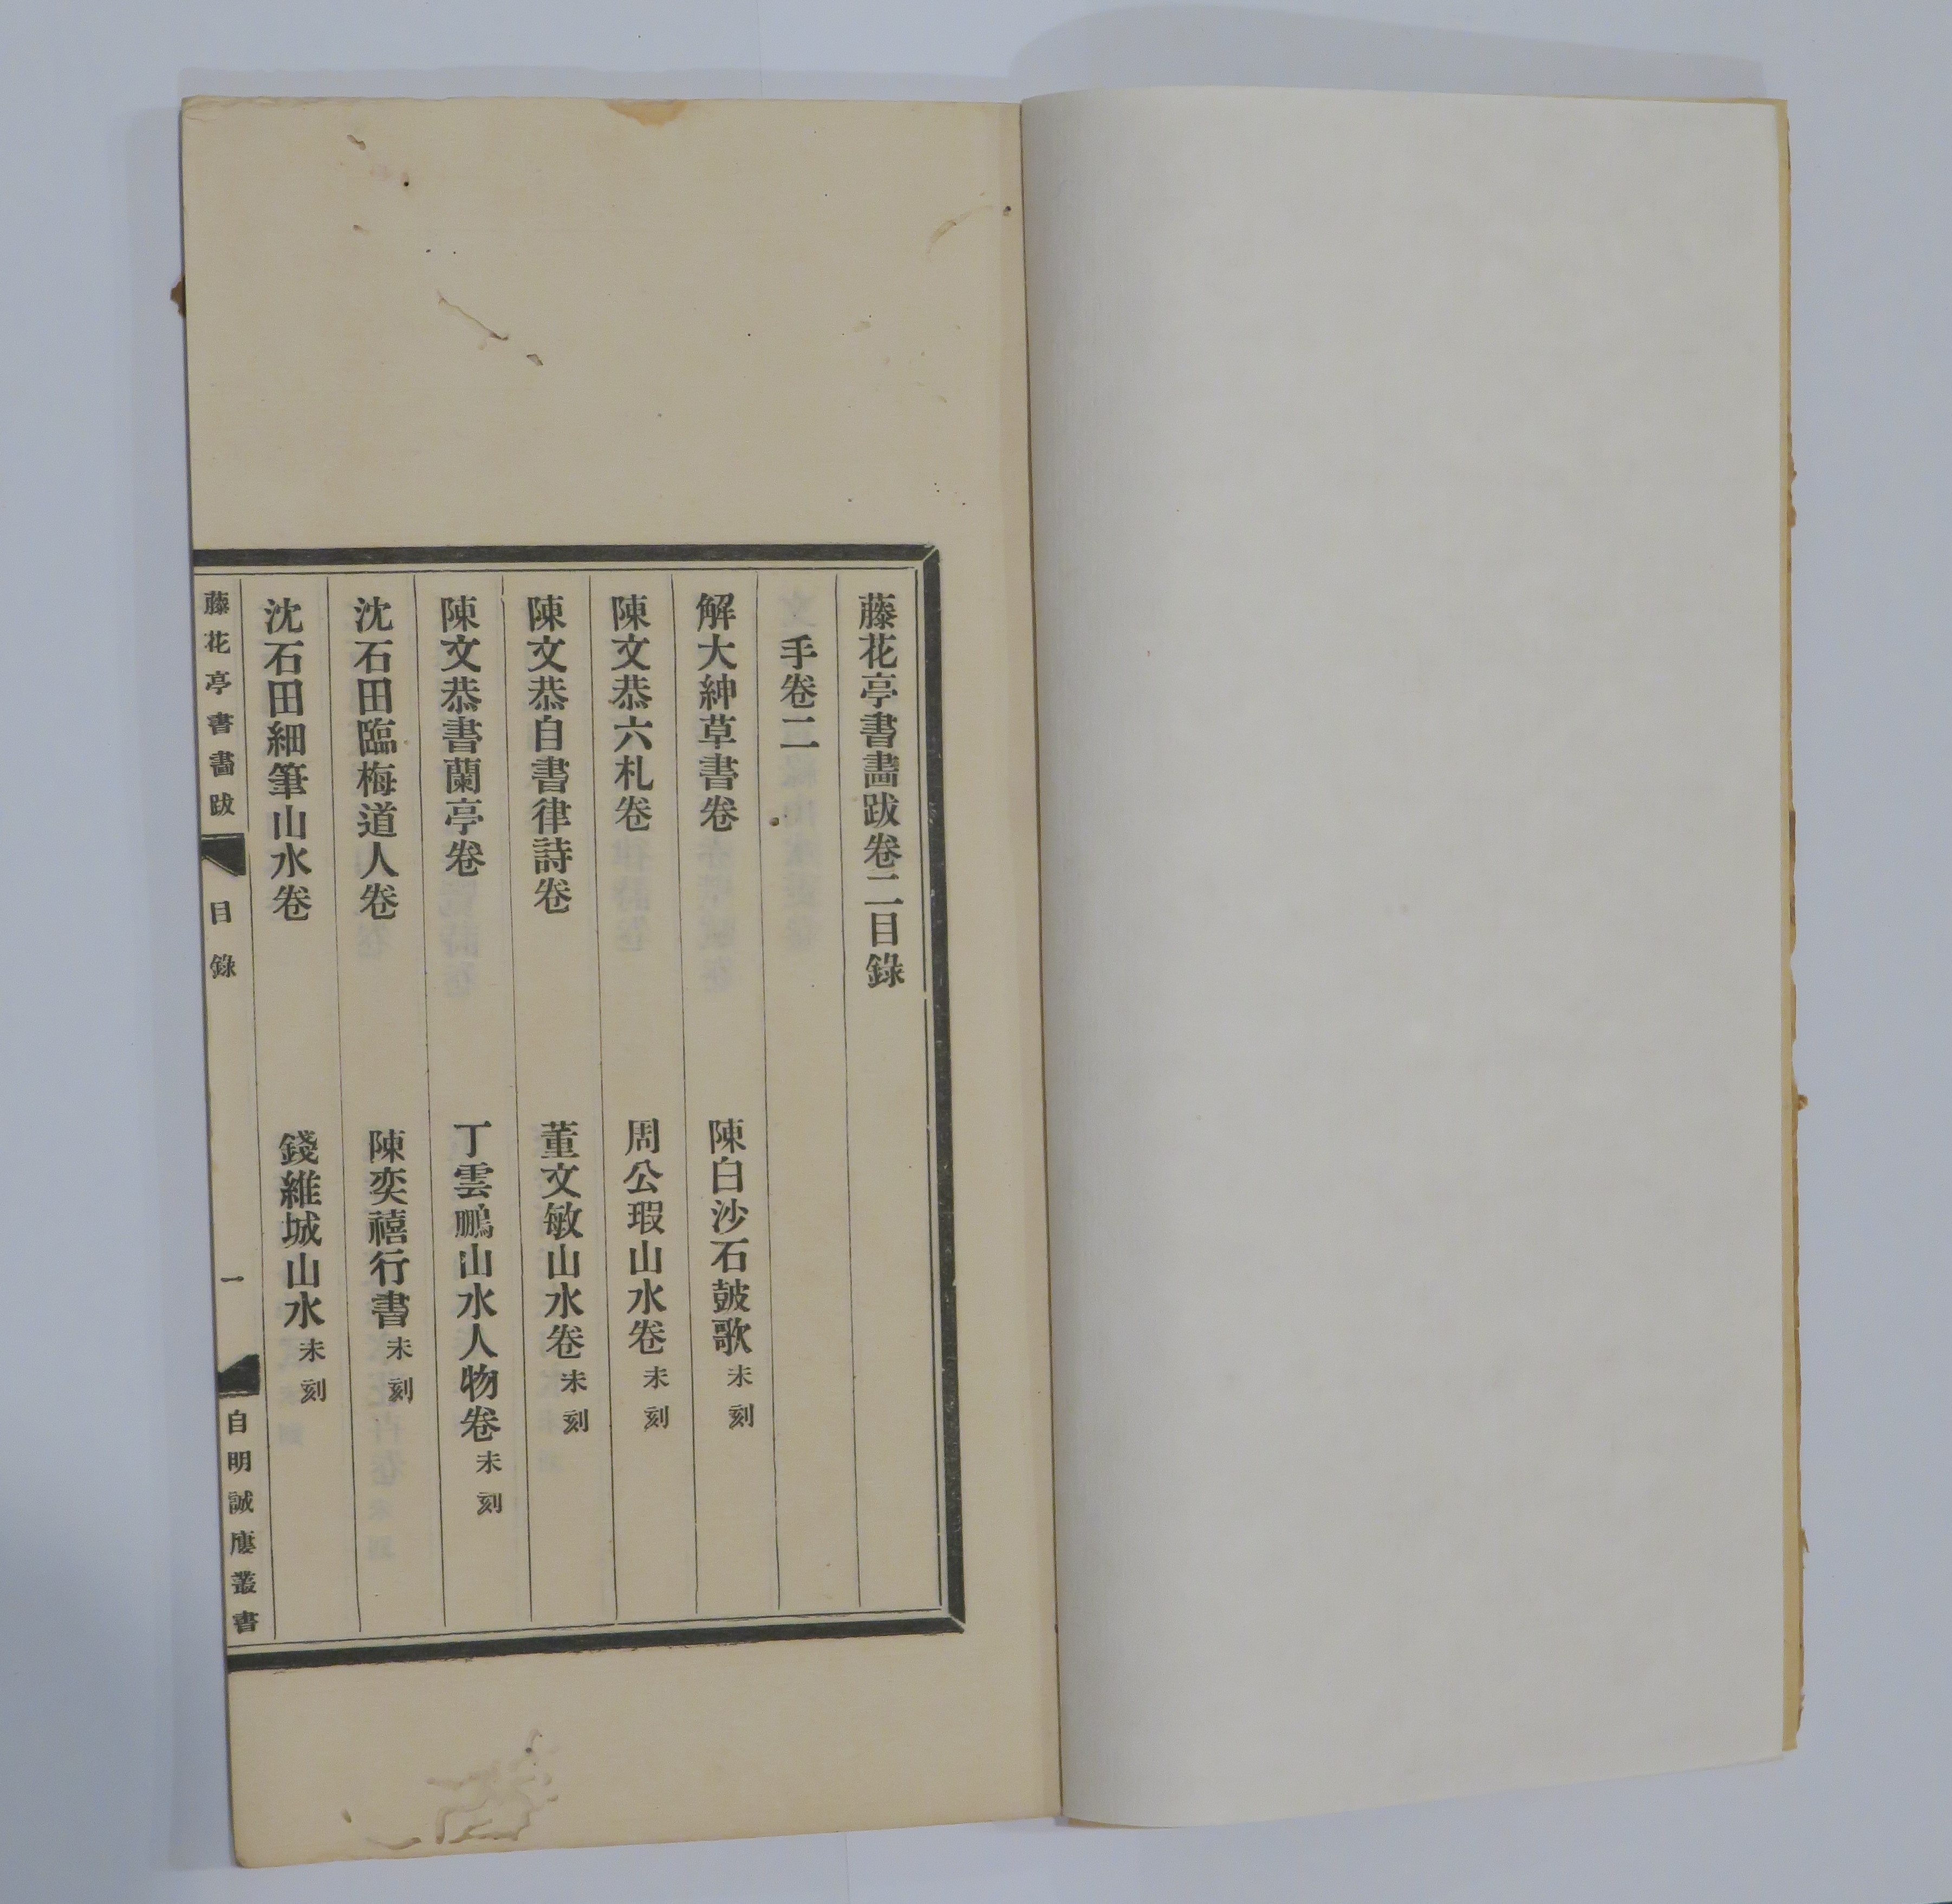 藤花亭書畵跋卷二目錄
手卷二
解大紳草書卷 陳白沙石鼓歌未刻
陳文恭六札卷 周公瑕山水卷未刻
陳文恭自書律詩卷 董文敏山水卷未刻
陳文恭書蘭亭卷 丁雲鵬山水人物卷未刻
沈石田臨梅道人卷 陳奕禧行書未刻
沈石田細筆山水卷 錢維城山水未刻
藤花亭書畵跋 目錄 一 自明誠廔叢書